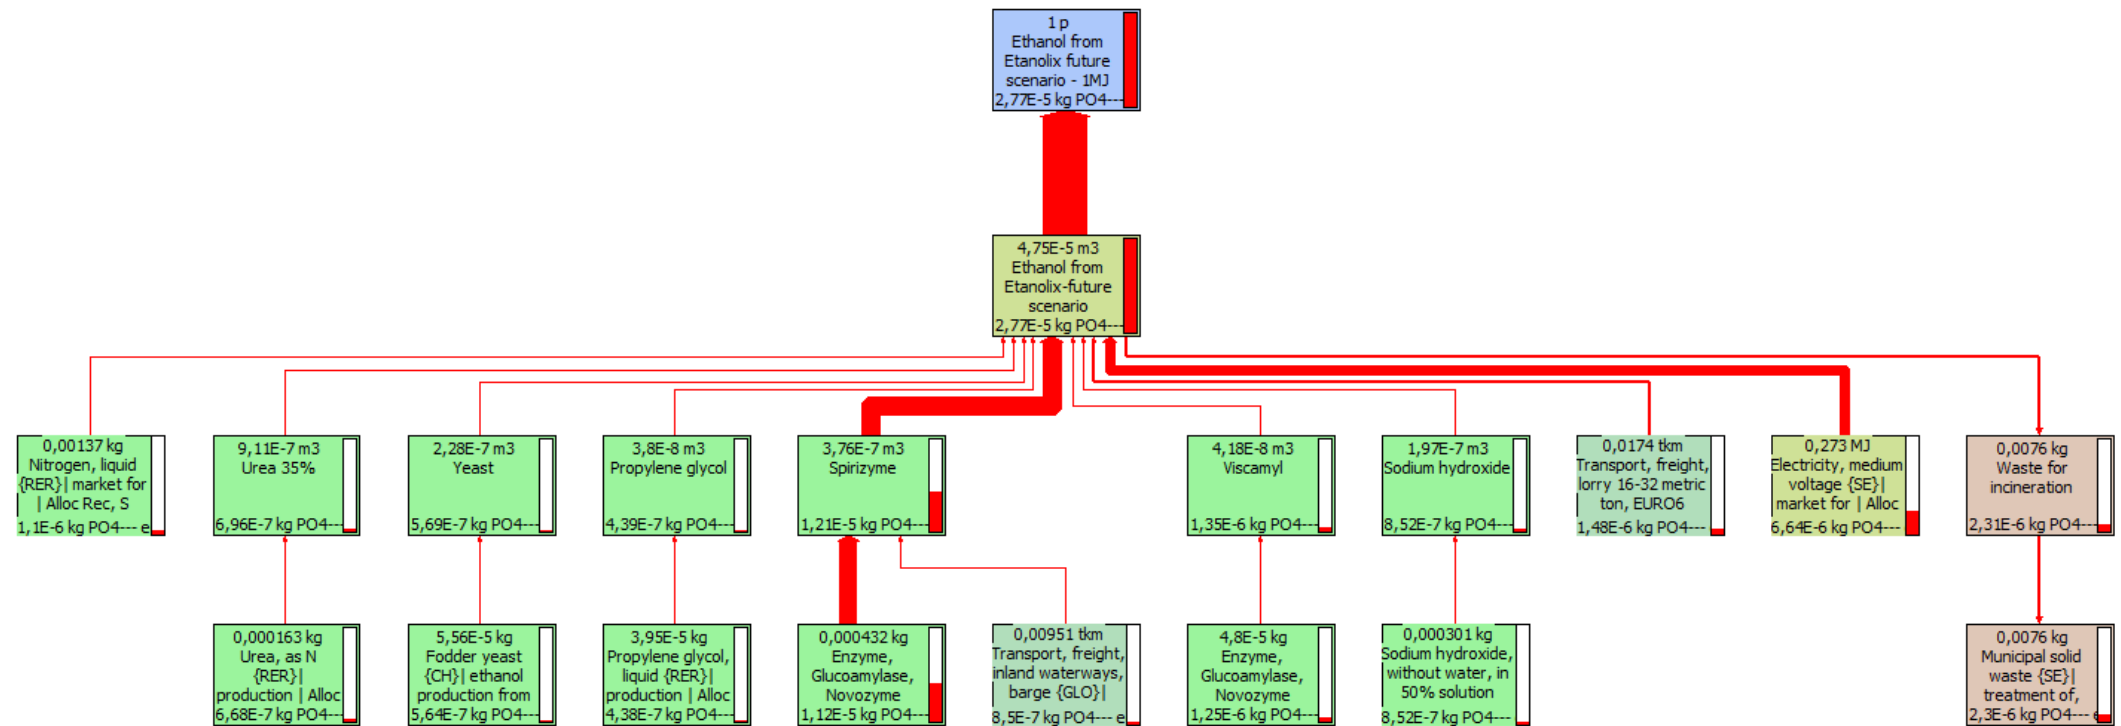 1 p
Ethanol from
Etanolix future
scenario - 1MJ
2,77E-5 kg PO4---
4,75E-5 m3
Ethanol from
Etanolix-future
scenario
2,77E-5 kg PO4---
0,00137 kg
Nitrogen, liquid
{RER}| market for
| Alloc Rec, S
1,1E-6 kg PO4--- e
9,11E-7 m3
Urea 35%
6,96E-7 kg PO4---
2,28E-7 m3
Yeast
5,69E-7 kg PO4---
3,8E-8 m3
Propylene glycol
4,39E-7 kg PO4---
3,76E-7 m3
Spirizyme
1,21E-5 kg PO4---
4,18E-8 m3
Viscamyl
1,35E-6 kg PO4---
1,97E-7 m3
Sodium hydroxide
8,52E-7 kg PO4---
0,0174 tkm
Transport, freight,
lorry 16-32 metric
ton, EURO6
1,48E-6 kg PO4---
0,273 MJ
Electricity, medium
voltage {SE}|
market for | Alloc
6,64E-6 kg PO4---
0,0076 kg
Waste for
incineration
2,31E-6 kg PO4---
0,000163 kg
Urea, as N
{RER}|
production | Alloc
6,68E-7 kg PO4---
5,56E-5 kg
Fodder yeast
{CH}| ethanol
production from
5,64E-7 kg PO4---
3,95E-5 kg
Propylene glycol,
liquid {RER}|
production | Alloc
4,38E-7 kg PO4---
0,000432 kg
Enzyme,
Glucoamylase,
Novozyme
1,12E-5 kg PO4---
0,00951 tkm
Transport, freight,
inland waterways,
barge {GLO}|
8,5E-7 kg PO4--- e
4,8E-5 kg
Enzyme,
Glucoamylase,
Novozyme
1,25E-6 kg PO4---
0,000301 kg
Sodium hydroxide,
without water, in
50% solution
8,52E-7 kg PO4---
0,0076 kg
Municipal solid
waste {SE}|
treatment of,
2,3E-6 kg PO4--- e